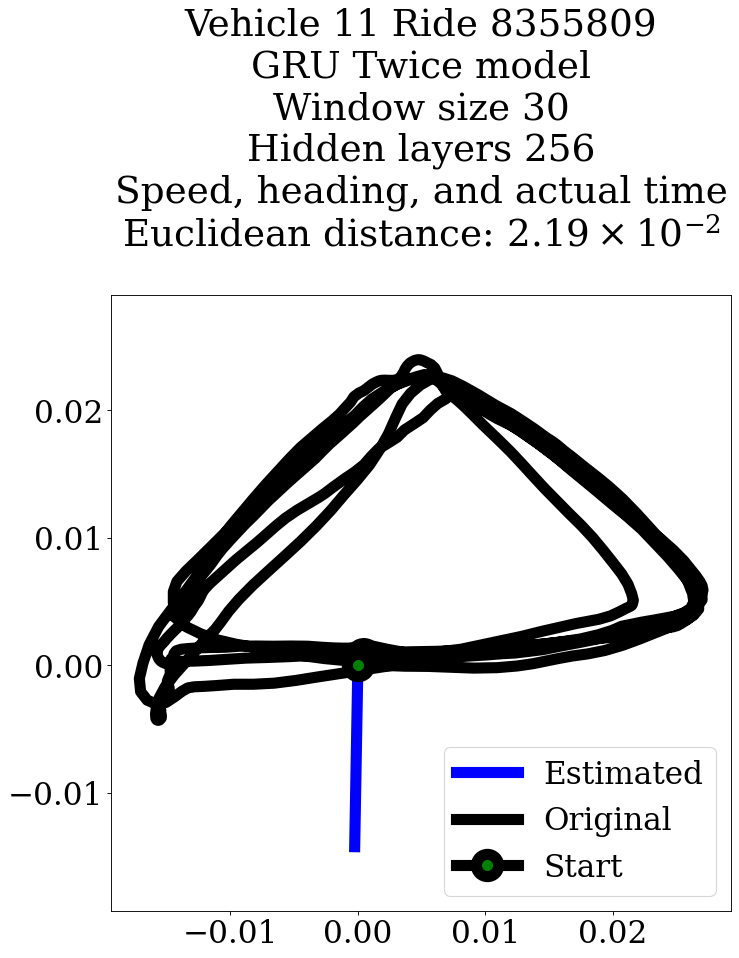 Vehicle 11 Ride 8355809
GRU Twice model
Window size 30
Hidden layers 256
Speed, heading, and actual time
Euclidean distance: 2.19 × 10⁻²
0.02
0.01
0.00
−0.01
Estimated
Original
Start
−0.01 0.00 0.01 0.02